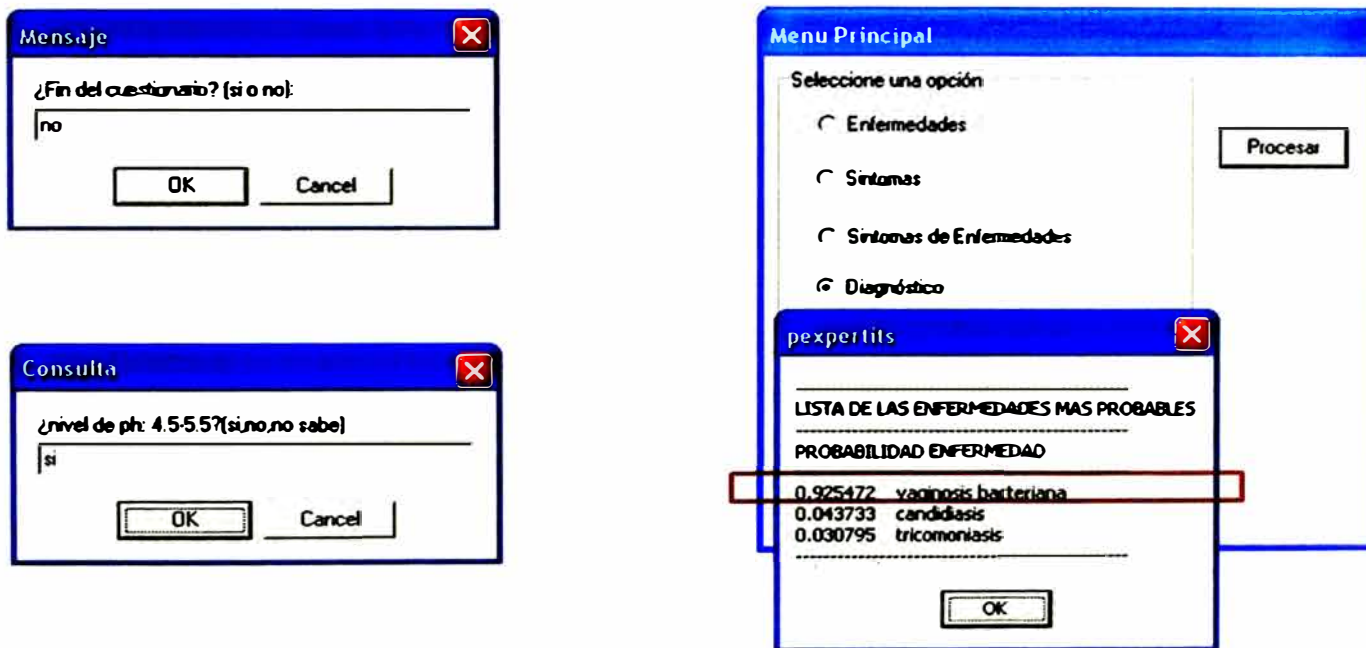 Mensaje
¿Fin del cuestionario? (si o no):
no
OK Cancel
Consulta
¿nivel de ph: 4.5-5.5?(si,no,no sabe)
si
OK Cancel
Menu Principal
Seleccione una opción
Enfermedades
Sintomas
Sintomas de Enfermedades
Diagnóstico
Procesar
pexpertits
LISTA DE LAS ENFERMEDADES MAS PROBABLES
PROBABILIDAD ENFERMEDAD
0.925472 vaginosis bacteriana
0.043733 candidiasis
0.030795 tricomoniasis
OK